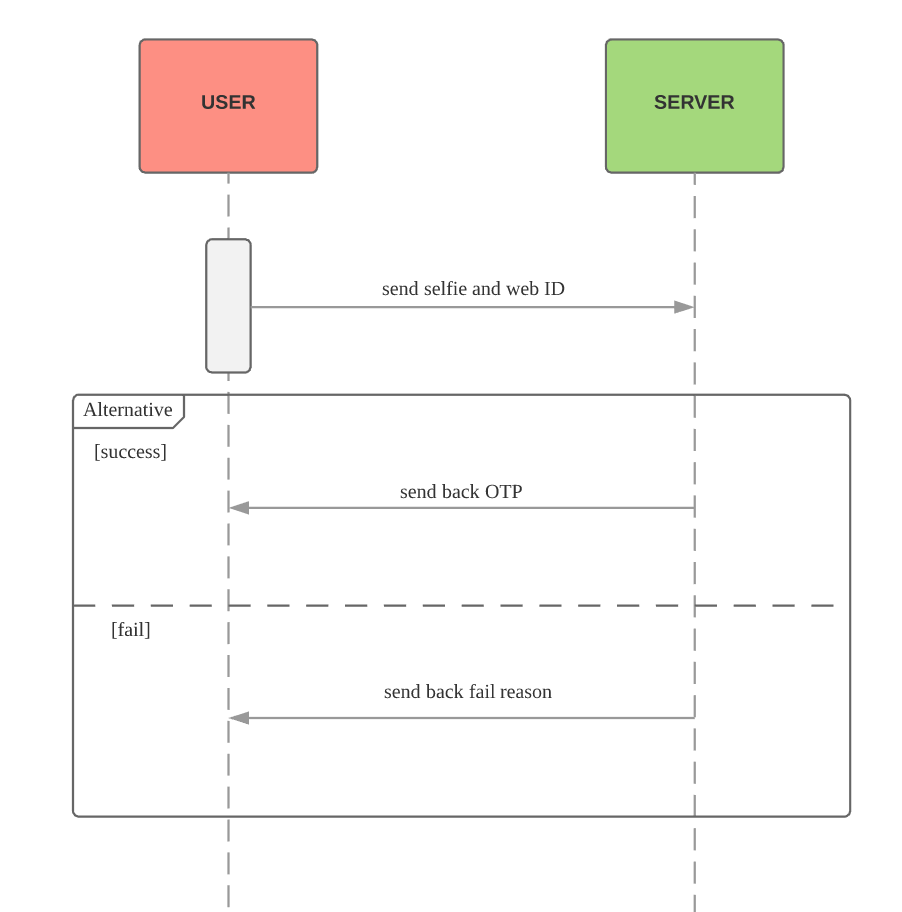 USER
SERVER
send selfie and web ID
Alternative
[success]
send back OTP
[fail]
send back fail reason